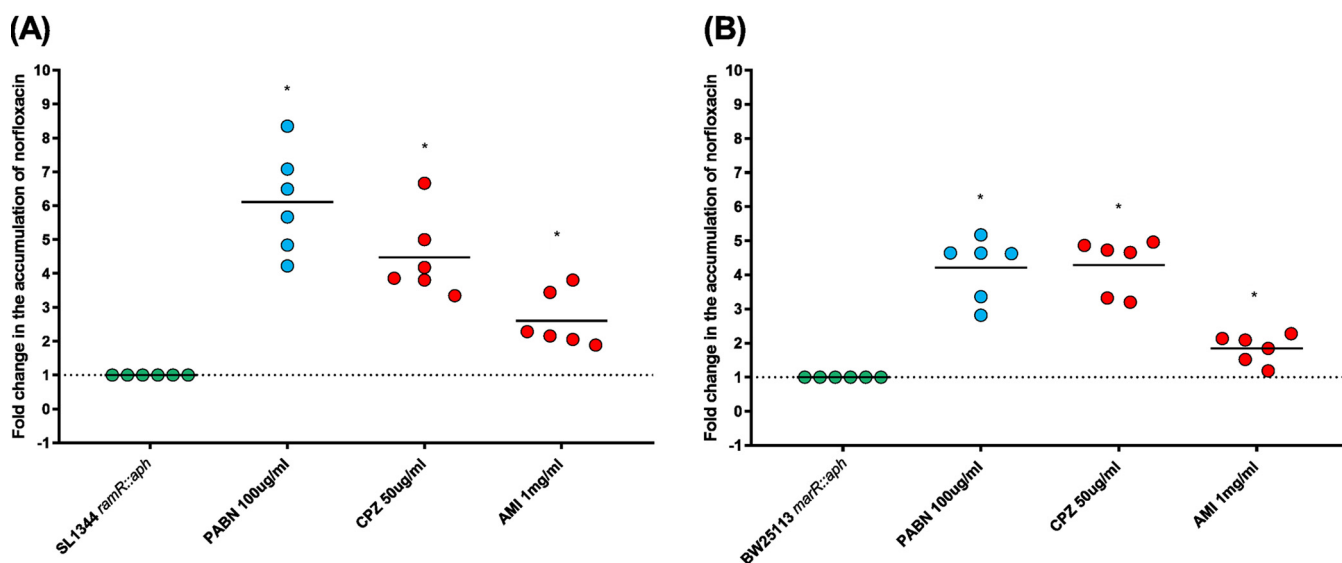 (A)
Fold change in the accumulation of norfloxacin
10
9
8
7
6
5
4
3
2
1
0
-1
*
*
*
SL1344 ramR::aph
PABN 100ug/ml
CPZ 50ug/ml
AMI 1mg/ml
(B)
Fold change in the accumulation of norfloxacin
10
9
8
7
6
5
4
3
2
1
0
-1
*
*
*
BW25113 marR::aph
PABN 100ug/ml
CPZ 50ug/ml
AMI 1mg/ml